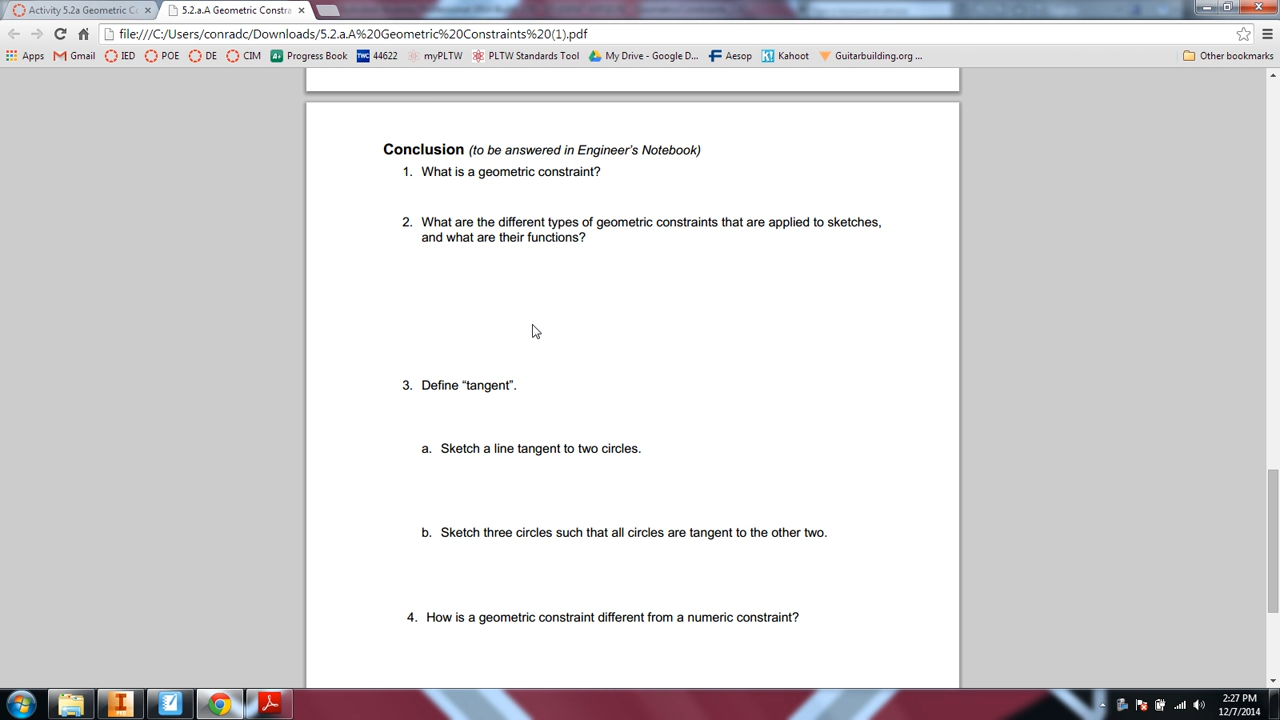 Activity 5.2a Geometric C
5.2.a.A Geometric Constra
file:///C:/Users/conradc/Downloads/5.2.a.A%20Geometric%20Constraints%20(1).pdf
Apps Gmail IED POE DE CIM Progress Book 44622 myPLTW PLTW Standards Tool My Drive - Google D... Aesop Kahoot Guitarbuilding.org ... Other bookmarks
Conclusion (to be answered in Engineer's Notebook)
1. What is a geometric constraint?
2. What are the different types of geometric constraints that are applied to sketches,
and what are their functions?
3. Define “tangent”.
a. Sketch a line tangent to two circles.
b. Sketch three circles such that all circles are tangent to the other two.
4. How is a geometric constraint different from a numeric constraint?
2:27 PM
12/7/2014